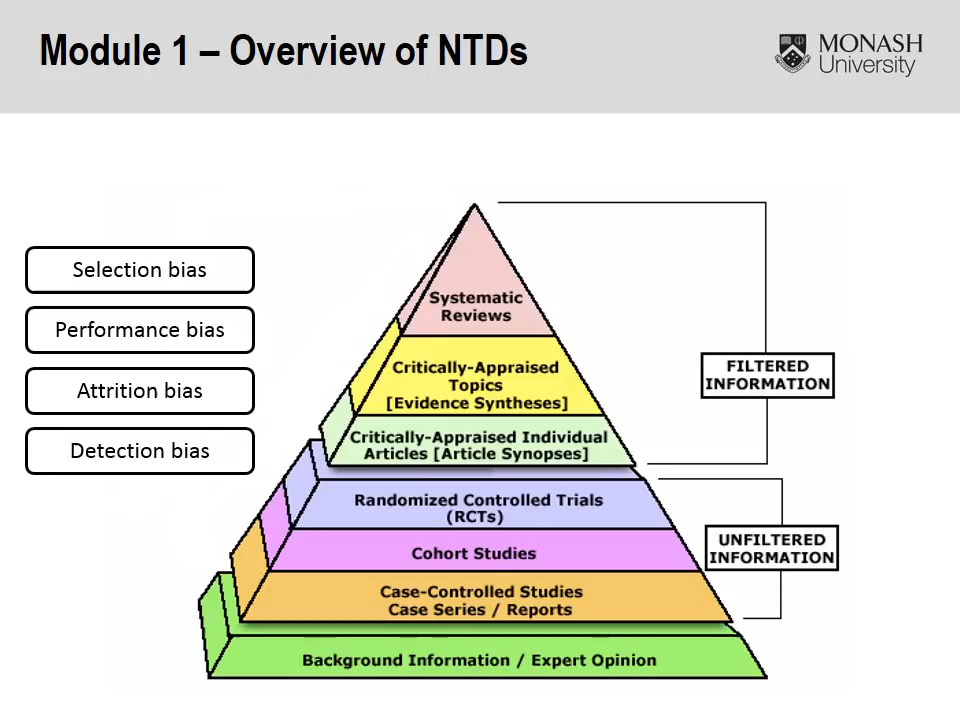 Module 1 – Overview of NTDs
MONASH
University
Selection bias
Performance bias
Attrition bias
Detection bias
Systematic
Reviews
Critically-Appraised
Topics
[Evidence Syntheses]
Critically-Appraised Individual
Articles [Article Synopses]
Randomized Controlled Trials
(RCTs)
Cohort Studies
Case-Controlled Studies
Case Series / Reports
Background Information / Expert Opinion
FILTERED
INFORMATION
UNFILTERED
INFORMATION